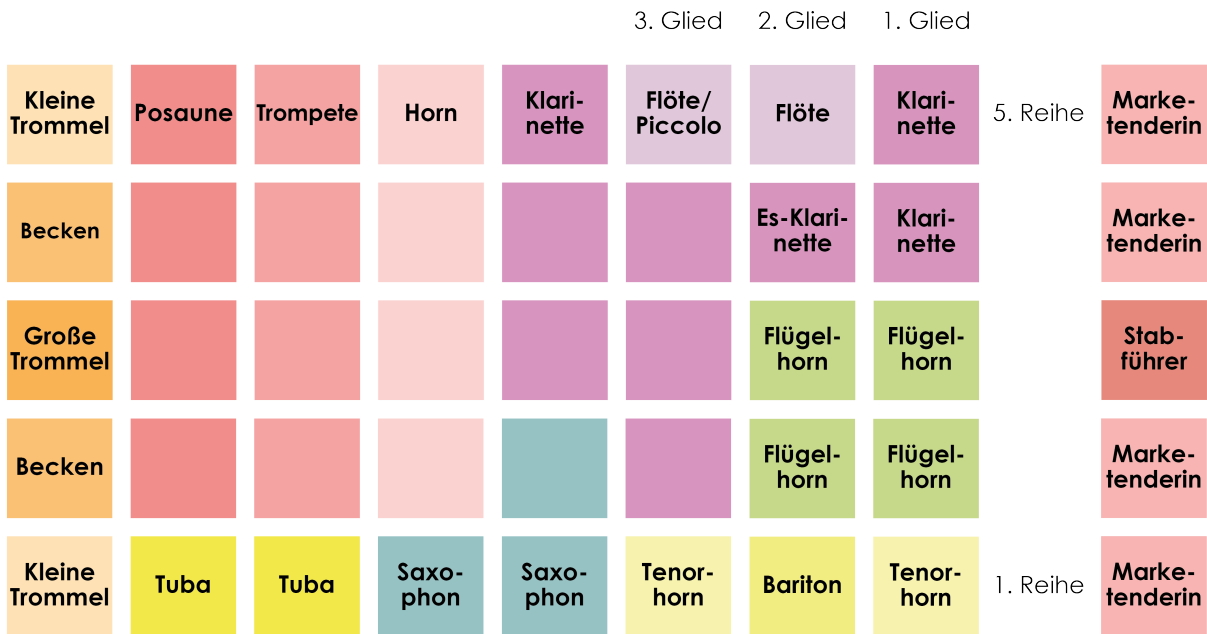 3. Glied 2. Glied 1. Glied
Kleine Trommel Posaune Trompete Horn Klari-nette Flöte/Piccolo Flöte Klari-nette 5. Reihe Marke-tenderin
Becken Es-Klari-nette Klari-nette Marke-tenderin
Große Trommel Flügel-horn Flügel-horn Stab-führer
Becken Flügel-horn Flügel-horn Marke-tenderin
Kleine Trommel Tuba Tuba Saxo-phon Saxo-phon Tenor-horn Bariton Tenor-horn 1. Reihe Marke-tenderin